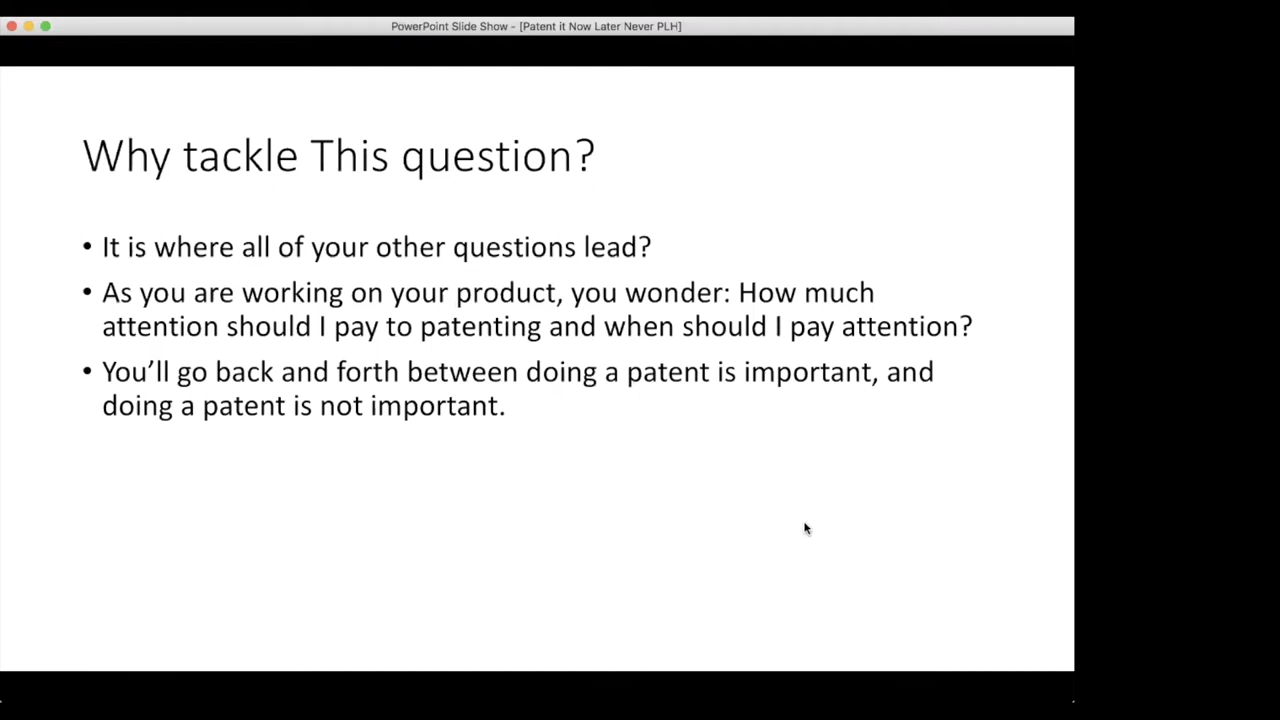 PowerPoint Slide Show - [Patent it Now Later Never PLH]
Why tackle This question?
• It is where all of your other questions lead?
• As you are working on your product, you wonder: How much
attention should I pay to patenting and when should I pay attention?
• You’ll go back and forth between doing a patent is important, and
doing a patent is not important.